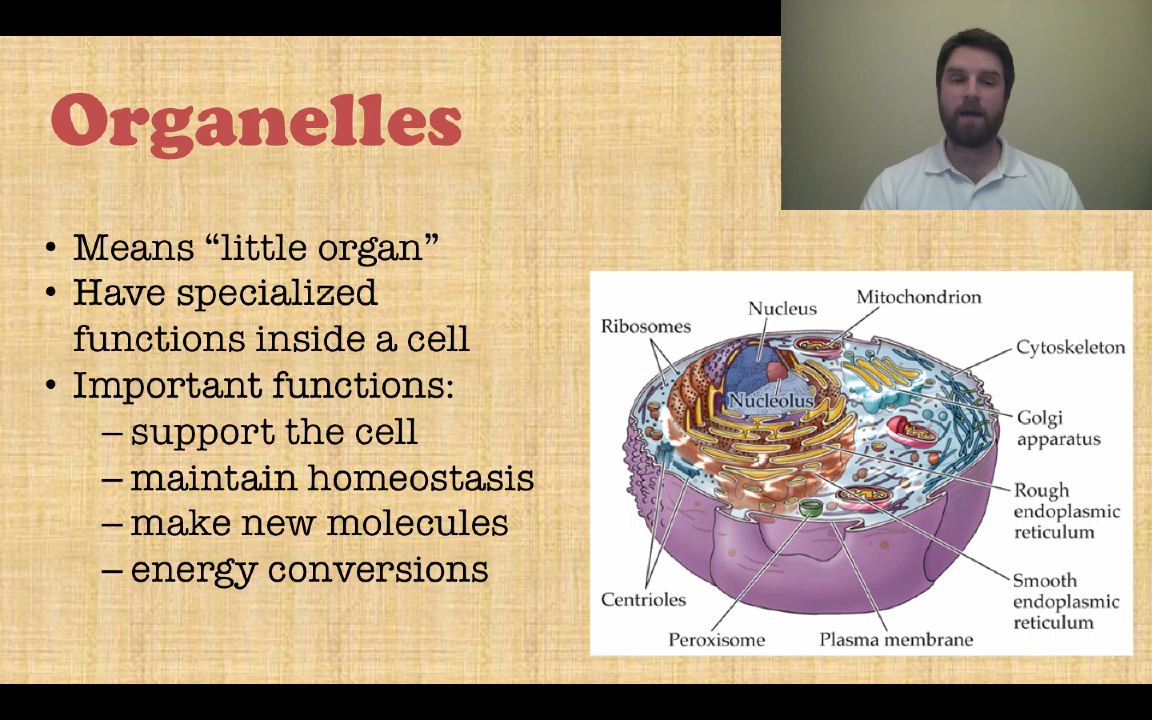 Organelles
• Means “little organ”
• Have specialized
functions inside a cell
• Important functions:
– support the cell
– maintain homeostasis
– make new molecules
– energy conversions
Nucleus
Mitochondrion
Ribosomes
Cytoskeleton
Nucleolus
Golgi
apparatus
Rough
endoplasmic
reticulum
Smooth
endoplasmic
reticulum
Centrioles
Peroxisome
Plasma membrane